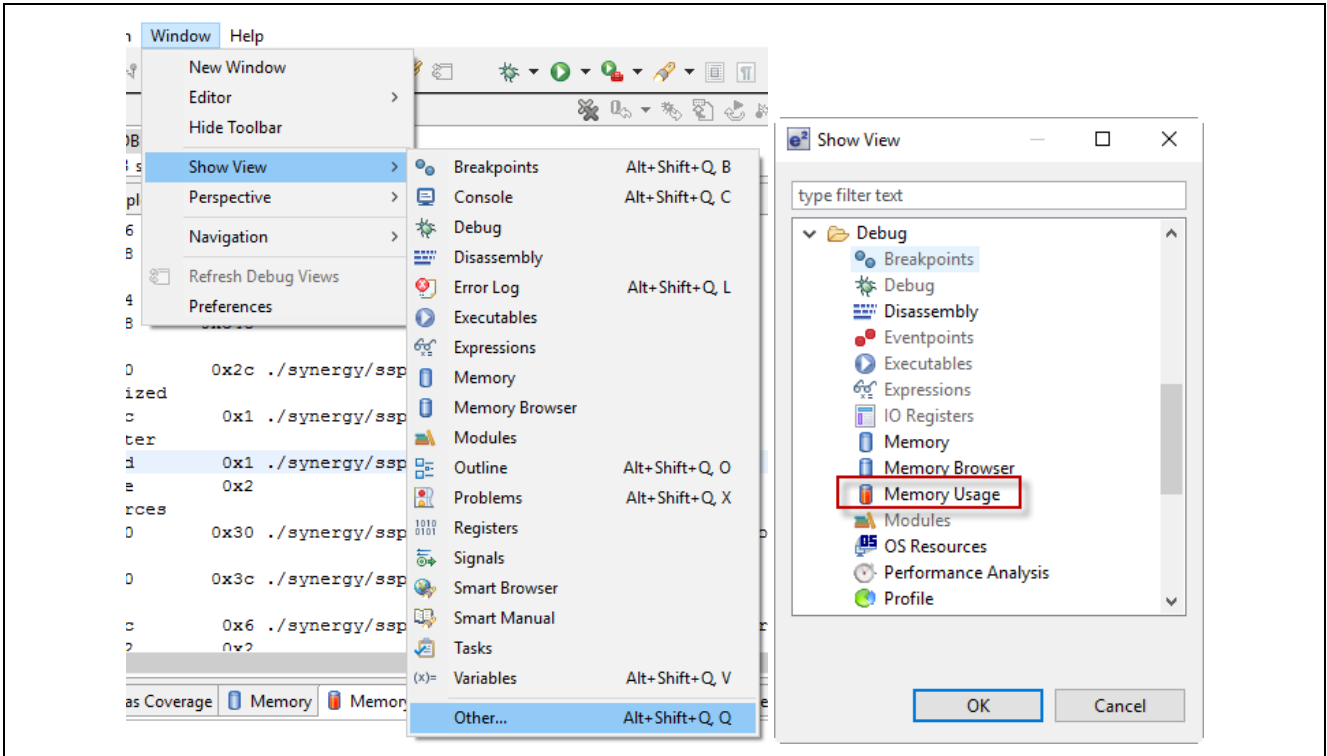 Window Help
New Window
Editor
Hide Toolbar
Show View
Perspective
Navigation
Refresh Debug Views
Preferences
Breakpoints Alt+Shift+Q, B
Console Alt+Shift+Q, C
Debug
Disassembly
Error Log Alt+Shift+Q, L
Executables
Expressions
Memory
Memory Browser
Modules
Outline Alt+Shift+Q, O
Problems Alt+Shift+Q, X
Registers
Signals
Smart Browser
Smart Manual
Tasks
Variables Alt+Shift+Q, V
Other... Alt+Shift+Q, Q
0x2c ./synergy/ssp
ized
0x1 ./synergy/ssp
ter
0x1 ./synergy/ssp
0x2
rces
0x30 ./synergy/ssp
0x3c ./synergy/ssp
0x6 ./synergy/ssp
0x2
as Coverage Memory Memor
e² Show View
type filter text
Debug
Breakpoints
Debug
Disassembly
Eventpoints
Executables
Expressions
IO Registers
Memory
Memory Browser
Memory Usage
Modules
OS Resources
Performance Analysis
Profile
OK Cancel